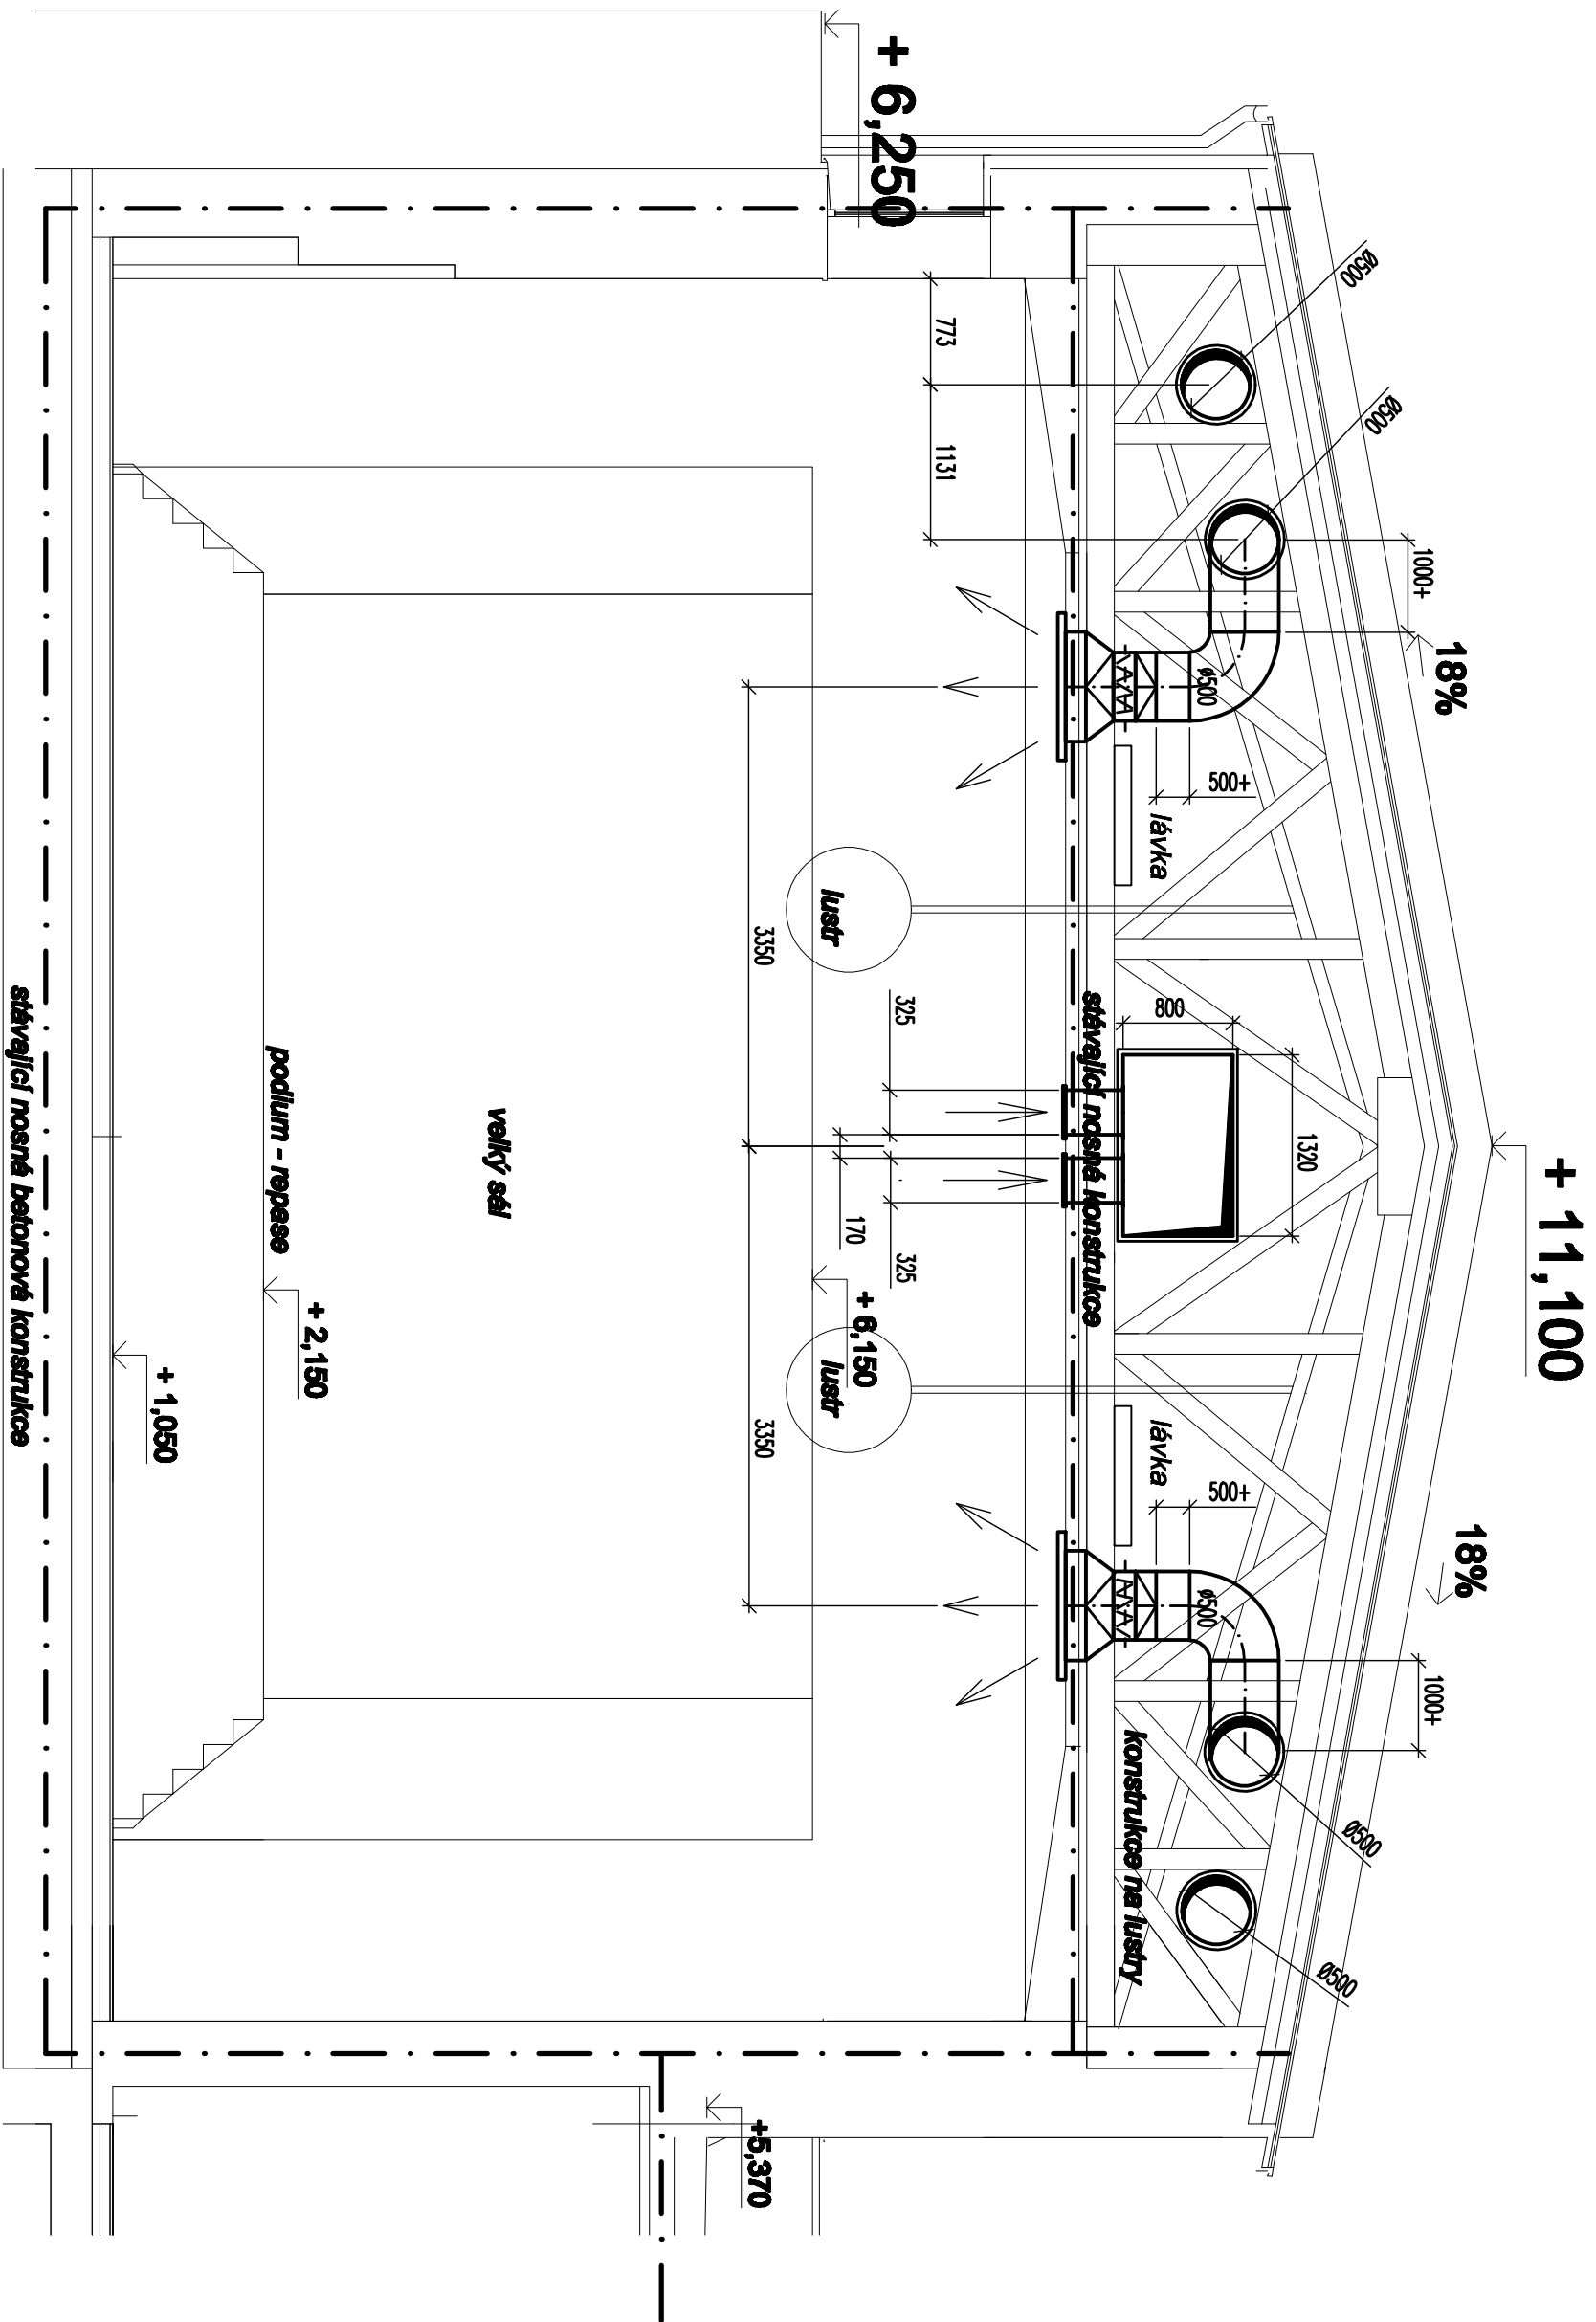 + 11,100
18%
18%
1000+
1000+
Ø500
Ø500
Ø500
Ø500
1320
800
ø500
ø500
500+
500+
lávka
lávka
konstrukce na lustry
stávající nosná konstrukce
+ 6,250
773
1131
325
325
170
+ 6,150
lustr
lustr
3350
3350
+5,370
velký sál
+ 2,150
podium - repase
+ 1,050
stávající nosná betonová konstrukce